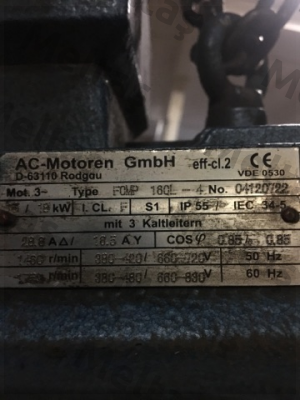 AC-Motoren GmbH eff-cl.2 CE
D-63110 Rodgau VDE 0530
Mot. 3~ Type FCMP 160L - 4 No. 04120722
kW I. CL. F S1 IP 55 IEC 34-5
mit 3 Kaltleitern
A Δ / A Y COSφ 0.85 / 0.85
r/min 380-420/ 660-720 V 50 Hz
r/min 380-480/ 660-830 V 60 Hz